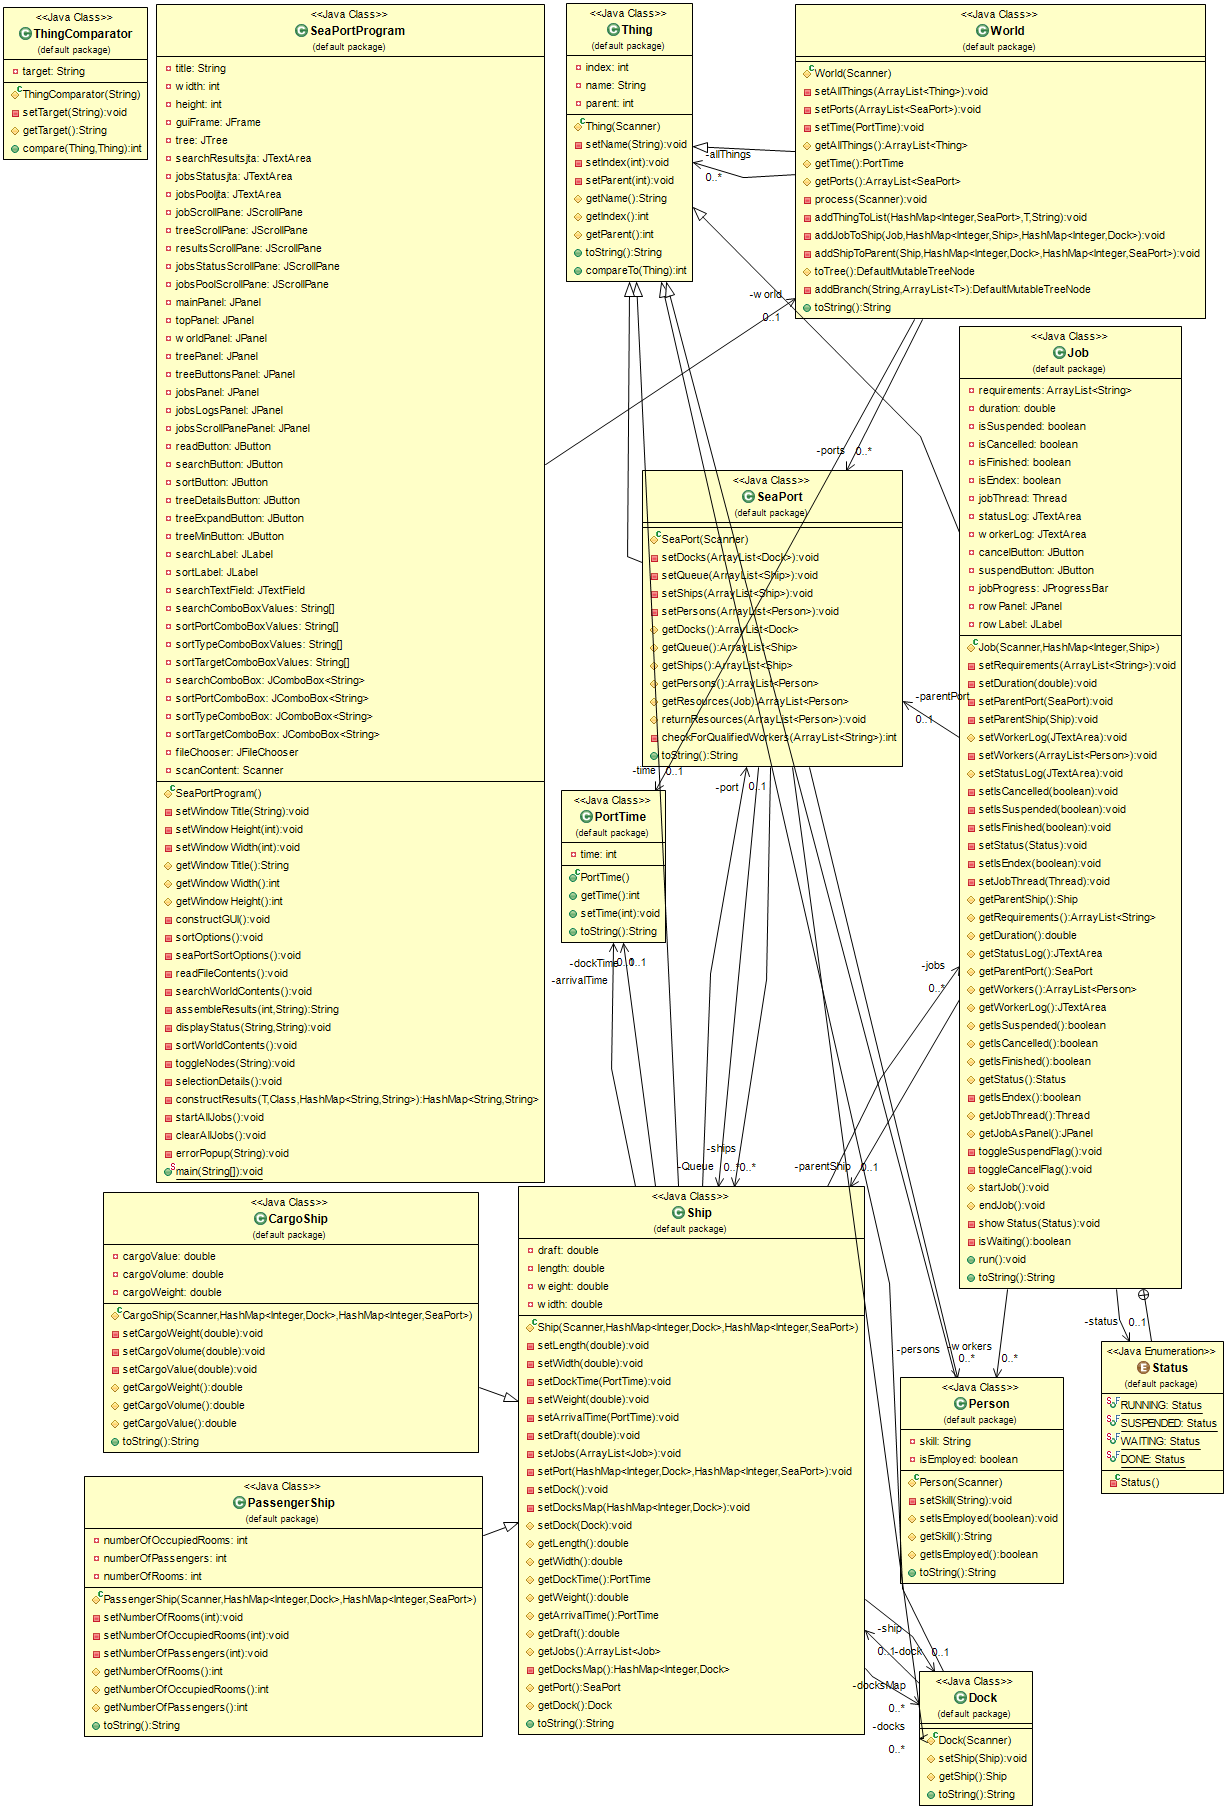 <<Java Class>>
ThingComparator
(default package)
target: String
ThingComparator(String)
setTarget(String):void
getTarget():String
compare(Thing,Thing):int
<<Java Class>>
SeaPortProgram
(default package)
title: String
width: int
height: int
guiFrame: JFrame
tree: JTree
searchResultsjta: JTextArea
jobsStatusjta: JTextArea
jobsPooljta: JTextArea
jobScrollPane: JScrollPane
treeScrollPane: JScrollPane
resultsScrollPane: JScrollPane
jobsStatusScrollPane: JScrollPane
jobsPoolScrollPane: JScrollPane
mainPanel: JPanel
topPanel: JPanel
worldPanel: JPanel
treePanel: JPanel
treeButtonsPanel: JPanel
jobsPanel: JPanel
jobsLogsPanel: JPanel
jobsScrollPanePanel: JPanel
readButton: JButton
searchButton: JButton
sortButton: JButton
treeDetailsButton: JButton
treeExpandButton: JButton
treeMinButton: JButton
searchLabel: JLabel
sortLabel: JLabel
searchTextField: JTextField
searchComboBoxValues: String[]
sortPortComboBoxValues: String[]
sortTypeComboBoxValues: String[]
sortTargetComboBoxValues: String[]
searchComboBox: JComboBox<String>
sortPortComboBox: JComboBox<String>
sortTypeComboBox: JComboBox<String>
sortTargetComboBox: JComboBox<String>
fileChooser: JFileChooser
scanContent: Scanner
SeaPortProgram()
setWindowTitle(String):void
setWindowHeight(int):void
setWindowWidth(int):void
getWindowTitle():String
getWindowWidth():int
getWindowHeight():int
constructGUI():void
sortOptions():void
seaPortSortOptions():void
readFileContents():void
searchWorldContents():void
assembleResults(int,String):String
displayStatus(String,String):void
sortWorldContents():void
toggleNodes(String):void
selectionDetails():void
constructResults(T,Class,HashMap<String,String>):HashMap<String,String>
startAllJobs():void
clearAllJobs():void
errorPopup(String):void
main(String[]):void
<<Java Class>>
Thing
(default package)
index: int
name: String
parent: int
Thing(Scanner)
setName(String):void
setIndex(int):void
setParent(int):void
getName():String
getIndex():int
getParent():int
toString():String
compareTo(Thing):int
<<Java Class>>
World
(default package)
World(Scanner)
setAllThings(ArrayList<Thing>):void
setPorts(ArrayList<SeaPort>):void
setTime(PortTime):void
getAllThings():ArrayList<Thing>
getTime():PortTime
getPorts():ArrayList<SeaPort>
process(Scanner):void
addThingToList(HashMap<Integer,SeaPort>,T,String):void
addJobToShip(Job,HashMap<Integer,Ship>,HashMap<Integer,Dock>):void
addShipToParent(Ship,HashMap<Integer,Dock>,HashMap<Integer,SeaPort>):void
toTree():DefaultMutableTreeNode
addBranch(String,ArrayList<T>):DefaultMutableTreeNode
toString():String
-allThings
0..*
-world
0..1
-ports
0..*
<<Java Class>>
Job
(default package)
requirements: ArrayList<String>
duration: double
isSuspended: boolean
isCancelled: boolean
isFinished: boolean
isEndex: boolean
jobThread: Thread
statusLog: JTextArea
workerLog: JTextArea
cancelButton: JButton
suspendButton: JButton
jobProgress: JProgressBar
rowPanel: JPanel
rowLabel: JLabel
Job(Scanner,HashMap<Integer,Ship>)
setRequirements(ArrayList<String>):void
setDuration(double):void
setParentPort(SeaPort):void
setParentShip(Ship):void
setWorkerLog(JTextArea):void
setWorkers(ArrayList<Person>):void
setStatusLog(JTextArea):void
setIsCancelled(boolean):void
setIsSuspended(boolean):void
setIsFinished(boolean):void
setStatus(Status):void
setIsEndex(boolean):void
setJobThread(Thread):void
getParentShip():Ship
getRequirements():ArrayList<String>
getDuration():double
getStatusLog():JTextArea
getParentPort():SeaPort
getWorkers():ArrayList<Person>
getWorkerLog():JTextArea
getIsSuspended():boolean
getIsCancelled():boolean
getIsFinished():boolean
getStatus():Status
getIsEndex():boolean
getJobThread():Thread
getJobAsPanel():JPanel
toggleSuspendFlag():void
toggleCancelFlag():void
startJob():void
endJob():void
showStatus(Status):void
isWaiting():boolean
run():void
toString():String
<<Java Class>>
SeaPort
(default package)
SeaPort(Scanner)
setDocks(ArrayList<Dock>):void
setQueue(ArrayList<Ship>):void
setShips(ArrayList<Ship>):void
setPersons(ArrayList<Person>):void
getDocks():ArrayList<Dock>
getQueue():ArrayList<Ship>
getShips():ArrayList<Ship>
getPersons():ArrayList<Person>
getResources(Job):ArrayList<Person>
returnResources(ArrayList<Person>):void
checkForQualifiedWorkers(ArrayList<String>):int
toString():String
-parentPort
0..1
-time
0..1
-port
0..1
<<Java Class>>
PortTime
(default package)
time: int
PortTime()
getTime():int
setTime(int):void
toString():String
-dockTime
0..1
0..1
-arrivalTime
-jobs
0..*
-ships
-Queue
0..*
0..*
-parentShip
0..1
<<Java Class>>
CargoShip
(default package)
cargoValue: double
cargoVolume: double
cargoWeight: double
CargoShip(Scanner,HashMap<Integer,Dock>,HashMap<Integer,SeaPort>)
setCargoWeight(double):void
setCargoVolume(double):void
setCargoValue(double):void
getCargoWeight():double
getCargoVolume():double
getCargoValue():double
toString():String
<<Java Class>>
PassengerShip
(default package)
numberOfOccupiedRooms: int
numberOfPassengers: int
numberOfRooms: int
PassengerShip(Scanner,HashMap<Integer,Dock>,HashMap<Integer,SeaPort>)
setNumberOfRooms(int):void
setNumberOfOccupiedRooms(int):void
setNumberOfPassengers(int):void
getNumberOfRooms():int
getNumberOfOccupiedRooms():int
getNumberOfPassengers():int
toString():String
<<Java Class>>
Ship
(default package)
draft: double
length: double
weight: double
width: double
Ship(Scanner,HashMap<Integer,Dock>,HashMap<Integer,SeaPort>)
setLength(double):void
setWidth(double):void
setDockTime(PortTime):void
setWeight(double):void
setArrivalTime(PortTime):void
setDraft(double):void
setJobs(ArrayList<Job>):void
setPort(HashMap<Integer,Dock>,HashMap<Integer,SeaPort>):void
setDock():void
setDocksMap(HashMap<Integer,Dock>):void
setDock(Dock):void
getLength():double
getWidth():double
getDockTime():PortTime
getWeight():double
getArrivalTime():PortTime
getDraft():double
getJobs():ArrayList<Job>
getDocksMap():HashMap<Integer,Dock>
getPort():SeaPort
getDock():Dock
toString():String
-persons
-workers
0..*
0..*
-status
0..1
<<Java Class>>
Person
(default package)
skill: String
isEmployed: boolean
Person(Scanner)
setSkill(String):void
setIsEmployed(boolean):void
getSkill():String
getIsEmployed():boolean
toString():String
<<Java Enumeration>>
Status
(default package)
RUNNING: Status
SUSPENDED: Status
WAITING: Status
DONE: Status
Status()
-ship
0..1
-dock
0..1
-docksMap
0..*
-docks
0..*
<<Java Class>>
Dock
(default package)
Dock(Scanner)
setShip(Ship):void
getShip():Ship
toString():String